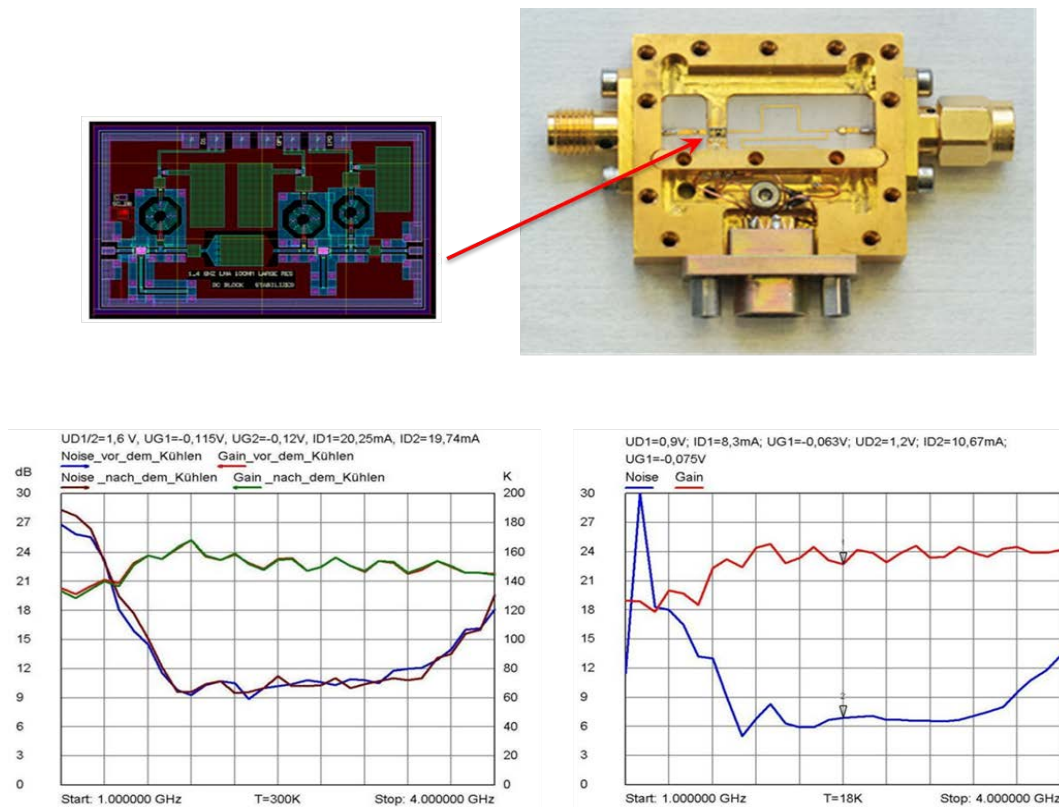 1.4 GHZ LNA 100NM LARGE RES
DC BLOCK STABILIZED
UD1/2=1,6 V, UG1=-0,115V, UG2=-0,12V, ID1=20,25mA, ID2=19,74mA
Noise_vor_dem_Kühlen Gain_vor_dem_Kühlen
dB Noise _nach_dem_Kühlen Gain _nach_dem_Kühlen K
30 200
27 180
24 160
21 140
18 120
15 100
12 80
9 60
6 40
3 20
0 0
Start: 1.000000 GHz T=300K Stop: 4.000000 GHz
UD1=0,9V; ID1=8,3mA; UG1=-0,063V; UD2=1,2V; ID2=10,67mA;
UG1=-0,075V
Noise Gain
30
27
24
21
18
15
12
9
6
3
0
1
2
Start: 1.000000 GHz T=18K Stop: 4.000000 GHz